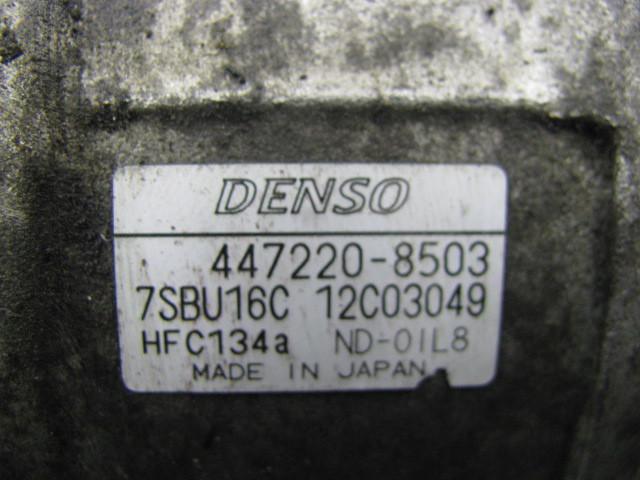 DENSO
447220-8503
7SBU16C 12C03049
HFC134a ND-OIL8
MADE IN JAPAN